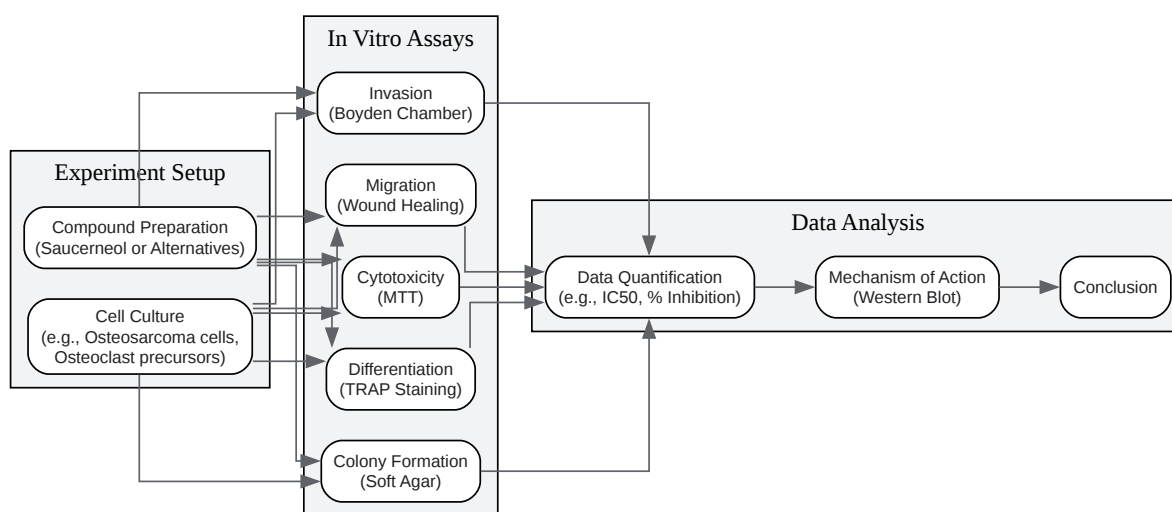 In Vitro Assays
Invasion
(Boyden Chamber)
Experiment Setup
Migration
(Wound Healing)
Compound Preparation
(Saucerneol or Alternatives)
Data Analysis
Cytotoxicity
(MTT)
Data Quantification
(e.g., IC50, % Inhibition)
Mechanism of Action
(Western Blot)
Conclusion
Cell Culture
(e.g., Osteosarcoma cells,
Osteoclast precursors)
Differentiation
(TRAP Staining)
Colony Formation
(Soft Agar)